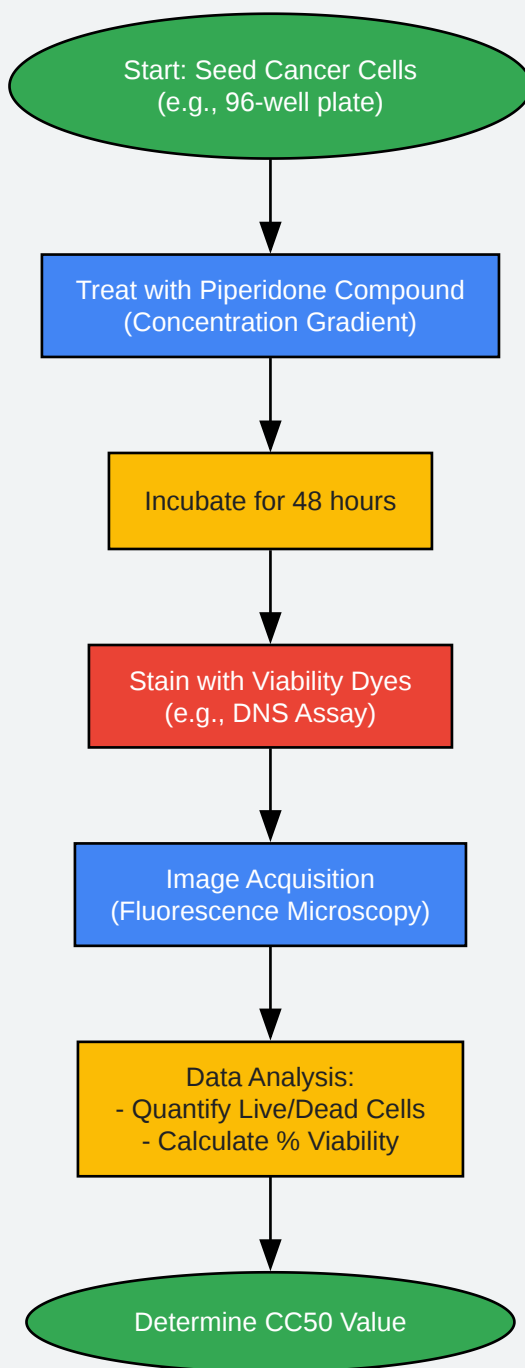 Start: Seed Cancer Cells
(e.g., 96-well plate)
Treat with Piperidone Compound
(Concentration Gradient)
Incubate for 48 hours
Stain with Viability Dyes
(e.g., DNS Assay)
Image Acquisition
(Fluorescence Microscopy)
Data Analysis:
- Quantify Live/Dead Cells
- Calculate % Viability
Determine CC50 Value